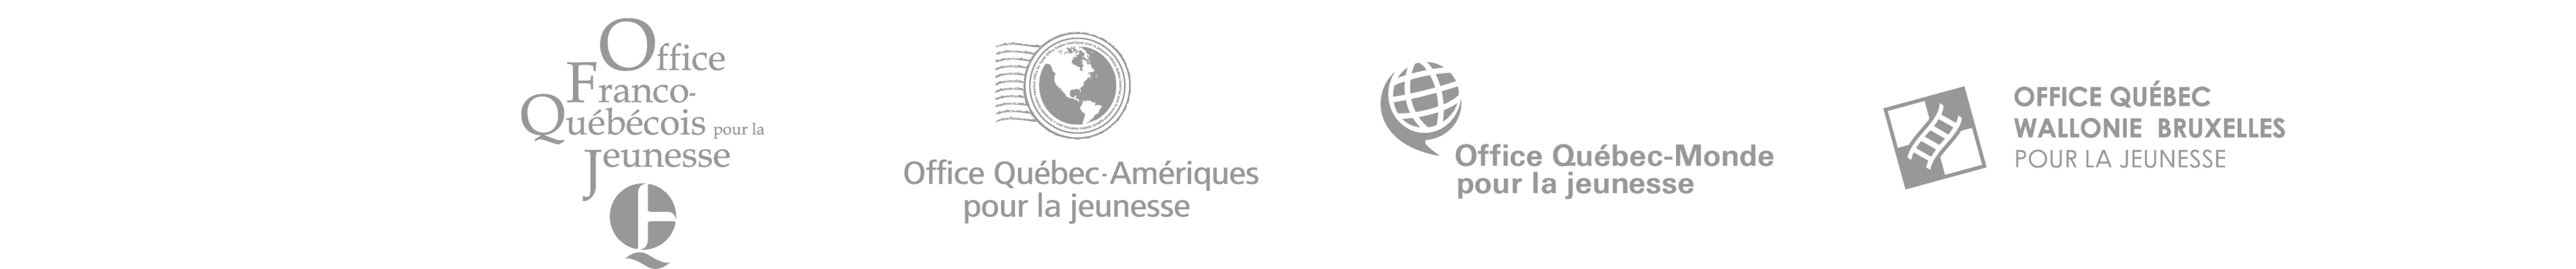 Office
Franco-
Québécois pour la
Jeunesse
Office Québec-Amériques
pour la jeunesse
Office Québec-Monde
pour la jeunesse
OFFICE QUÉBEC
WALLONIE BRUXELLES
POUR LA JEUNESSE